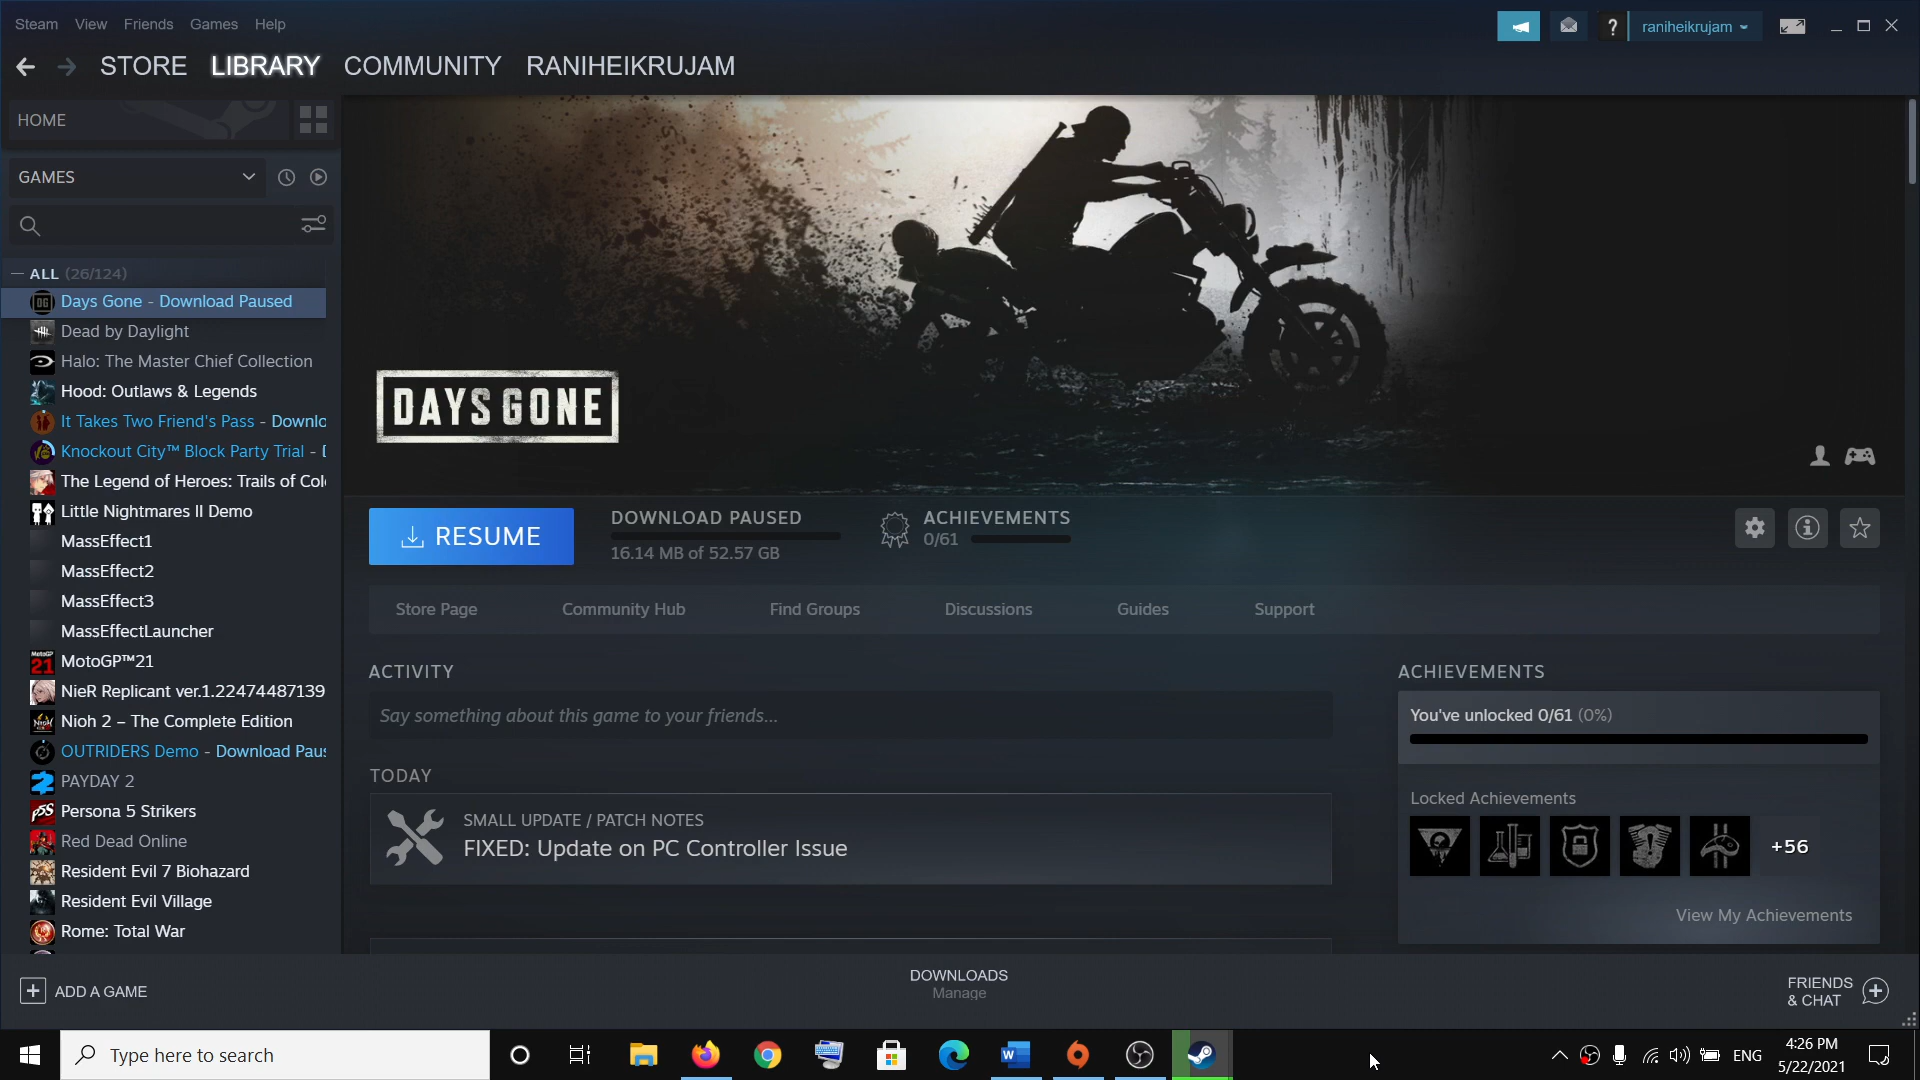 Steam View Friends Games Help
? raniheikrujam
STORE LIBRARY COMMUNITY RANIHEIKRUJAM
HOME
GAMES
— ALL (26/124)
Days Gone - Download Paused
Dead by Daylight
Halo: The Master Chief Collection
Hood: Outlaws & Legends
It Takes Two Friend's Pass - Downlo
Knockout City™ Block Party Trial - D
The Legend of Heroes: Trails of Col
Little Nightmares II Demo
MassEffect1
MassEffect2
MassEffect3
MassEffectLauncher
MotoGP™21
NieR Replicant ver.1.22474487139
Nioh 2 – The Complete Edition
OUTRIDERS Demo - Download Paus
PAYDAY 2
Persona 5 Strikers
Red Dead Online
Resident Evil 7 Biohazard
Resident Evil Village
Rome: Total War
ADD A GAME
DAYS GONE
RESUME
DOWNLOAD PAUSED
16.14 MB of 52.57 GB
ACHIEVEMENTS
0/61
Store Page Community Hub Find Groups Discussions Guides Support
ACTIVITY
Say something about this game to your friends...
TODAY
SMALL UPDATE / PATCH NOTES
FIXED: Update on PC Controller Issue
ACHIEVEMENTS
You've unlocked 0/61 (0%)
Locked Achievements
+56
View My Achievements
DOWNLOADS
Manage
FRIENDS
& CHAT
Type here to search
ENG
4:26 PM
5/22/2021